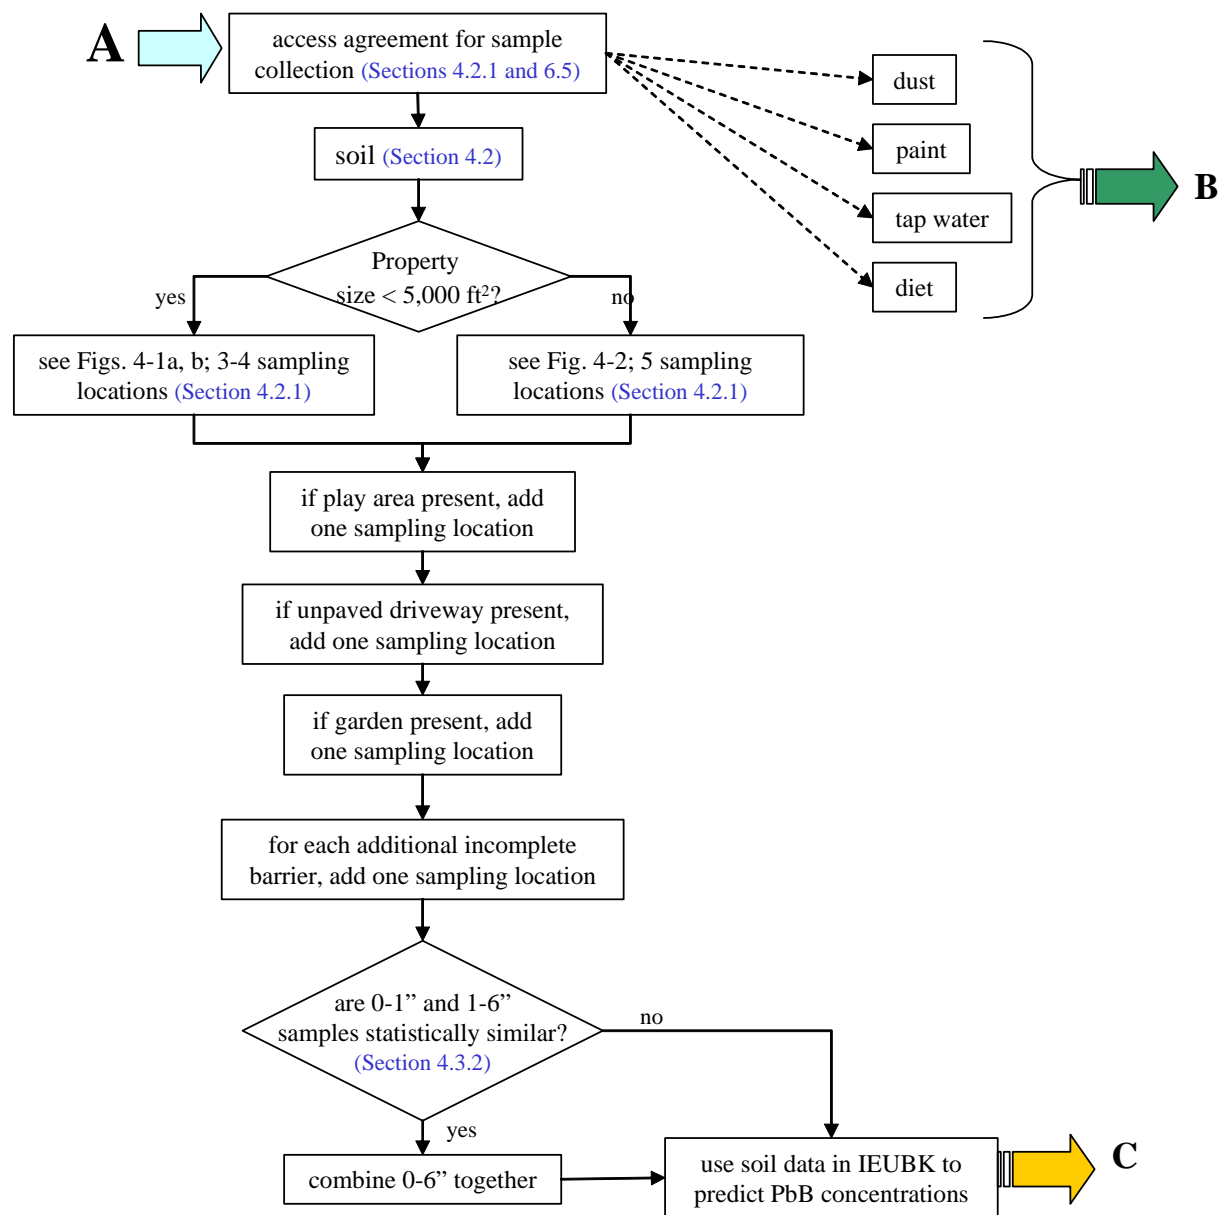 A
access agreement for sample
collection (Sections 4.2.1 and 6.5)
dust
paint
tap water
diet
B
soil (Section 4.2)
Property
size < 5,000 ft²?
yes
no
see Figs. 4-1a, b; 3-4 sampling
locations (Section 4.2.1)
see Fig. 4-2; 5 sampling
locations (Section 4.2.1)
if play area present, add
one sampling location
if unpaved driveway present,
add one sampling location
if garden present, add
one sampling location
for each additional incomplete
barrier, add one sampling location
are 0-1” and 1-6”
samples statistically similar?
(Section 4.3.2)
no
yes
combine 0-6” together
use soil data in IEUBK to
predict PbB concentrations
C